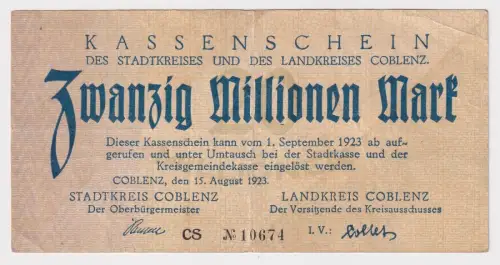 KASSENSCHEIN
DES STADTKREISES UND DES LANDKREISES COBLENZ.
Zwanzig Millionen Mark
Dieser Kassenschein kann vom 1. September 1923 ab auf-
gerufen und unter Umtausch bei der Stadtkasse und der
Kreisgemeindekasse eingelöst werden.
COBLENZ, den 15. August 1923.
STADTKREIS COBLENZ LANDKREIS COBLENZ
Der Oberbürgermeister Der Vorsitzende des Kreisausschusses
CS № 10674 I. V.: